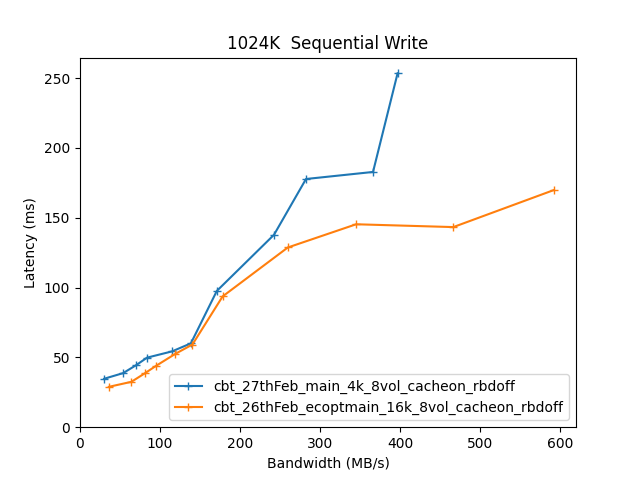 1024K  Sequential Write
250
200
150
100
50
0
Latency (ms)
cbt_27thFeb_main_4k_8vol_cacheon_rbdoff
cbt_26thFeb_ecoptmain_16k_8vol_cacheon_rbdoff
0 100 200 300 400 500 600
Bandwidth (MB/s)